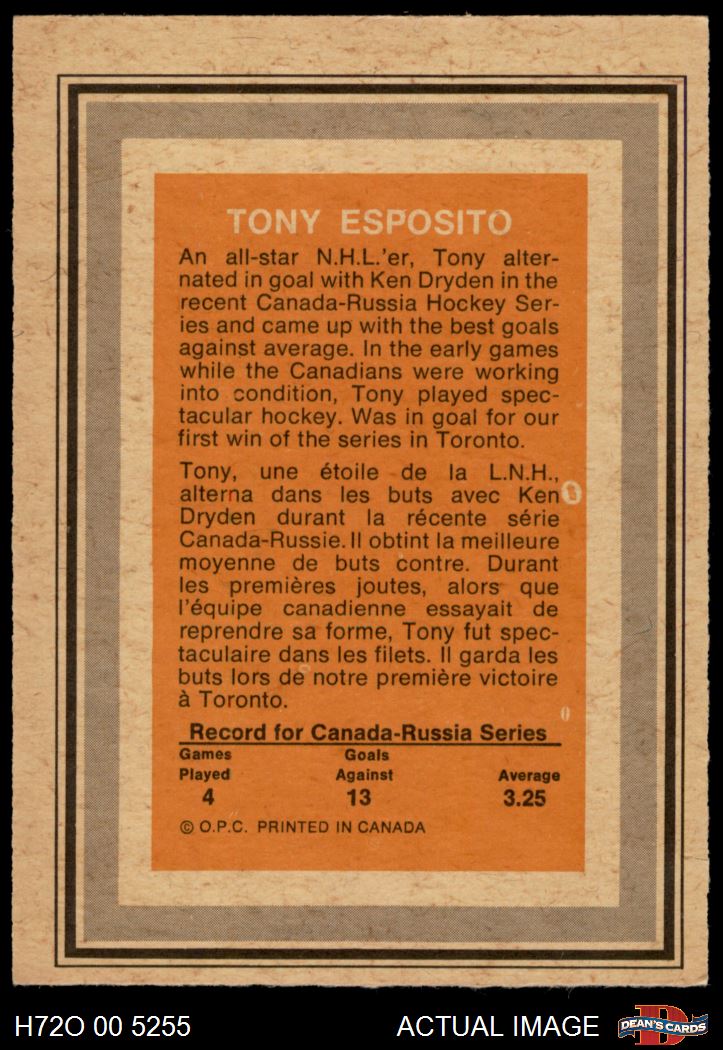 TONY ESPOSITO
An all-star N.H.L.'er, Tony alter-
nated in goal with Ken Dryden in the
recent Canada-Russia Hockey Ser-
ies and came up with the best goals
against average. In the early games
while the Canadians were working
into condition, Tony played spec-
tacular hockey. Was in goal for our
first win of the series in Toronto.
Tony, une étoile de la L.N.H.,
alterna dans les buts avec Ken
Dryden durant la récente série
Canada-Russie. Il obtint la meilleure
moyenne de buts contre. Durant
les premières joutes, alors que
l'équipe canadienne essayait de
reprendre sa forme, Tony fut spec-
taculaire dans les filets. Il garda les
buts lors de notre première victoire
à Toronto.
Record for Canada-Russia Series
Games Goals
Played Against Average
4 13 3.25
© O.P.C. PRINTED IN CANADA
H72O 00 5255 ACTUAL IMAGE DEAN'S CARDS